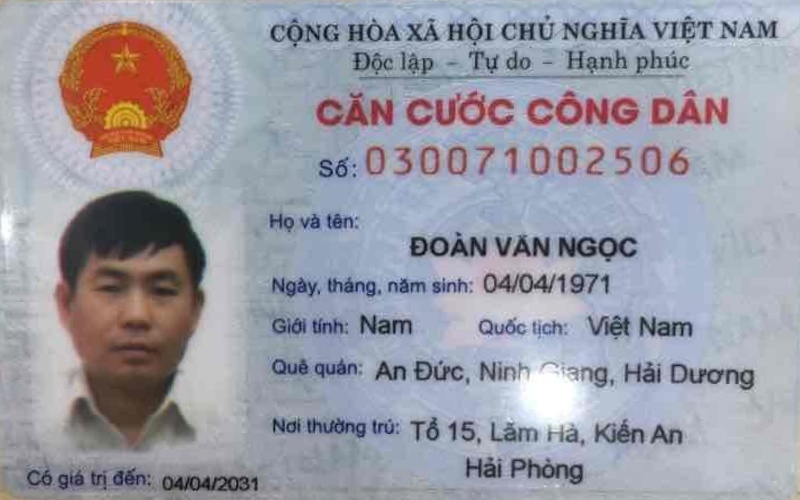 CỘNG HÒA XÃ HỘI CHỦ NGHĨA VIỆT NAM
Độc lập - Tự do - Hạnh phúc
CĂN CƯỚC CÔNG DÂN
Số: 030071002506
Họ và tên:
ĐOÀN VĂN NGỌC
Ngày, tháng, năm sinh: 04/04/1971
Giới tính: Nam Quốc tịch: Việt Nam
Quê quán: An Đức, Ninh Giang, Hải Dương
Nơi thường trú: Tổ 15, Lãm Hà, Kiến An
Hải Phòng
Có giá trị đến: 04/04/2031